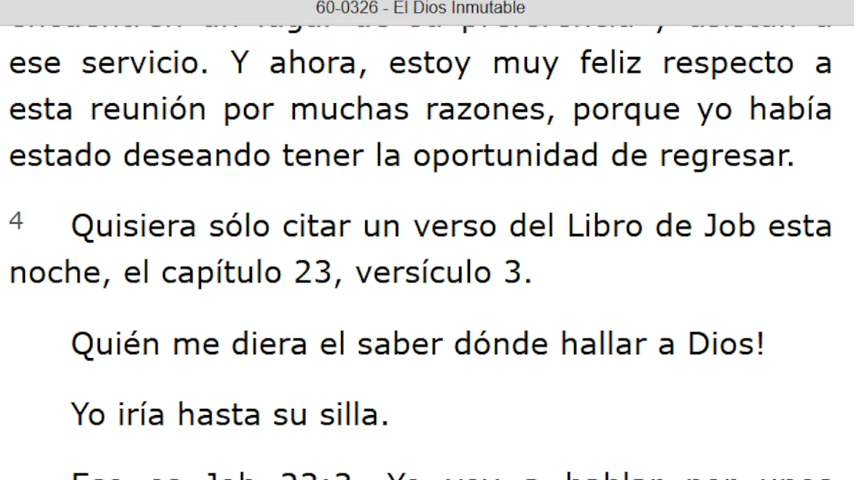 60-0326 - El Dios Inmutable
ese servicio. Y ahora, estoy muy feliz respecto a
esta reunión por muchas razones, porque yo había
estado deseando tener la oportunidad de regresar.
4 Quisiera sólo citar un verso del Libro de Job esta
noche, el capítulo 23, versículo 3.
Quién me diera el saber dónde hallar a Dios!
Yo iría hasta su silla.